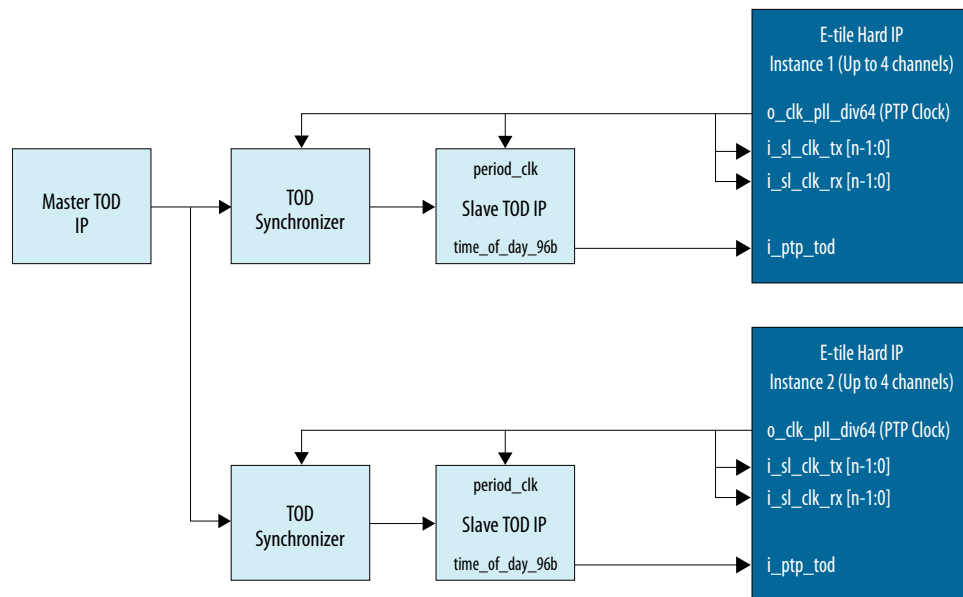 E-tile Hard IP
Instance 1 (Up to 4 channels)
o_clk_pll_div64 (PTP Clock)
i_sl_clk_tx [n-1:0]
i_sl_clk_rx [n-1:0]
i_ptp_tod
Master TOD
IP
TOD
Synchronizer
period_clk
Slave TOD IP
time_of_day_96b
E-tile Hard IP
Instance 2 (Up to 4 channels)
o_clk_pll_div64 (PTP Clock)
i_sl_clk_tx [n-1:0]
i_sl_clk_rx [n-1:0]
i_ptp_tod
TOD
Synchronizer
period_clk
Slave TOD IP
time_of_day_96b